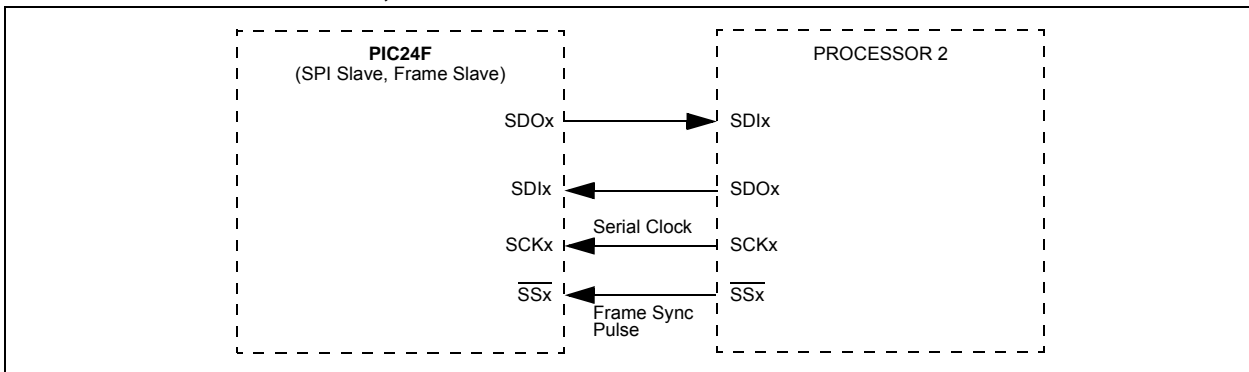 PIC24F
(SPI Slave, Frame Slave)
PROCESSOR 2
SDOx
SDIx
SDIx
SDOx
Serial Clock
SCKx
SCKx
SSx
SSx
Frame Sync
Pulse